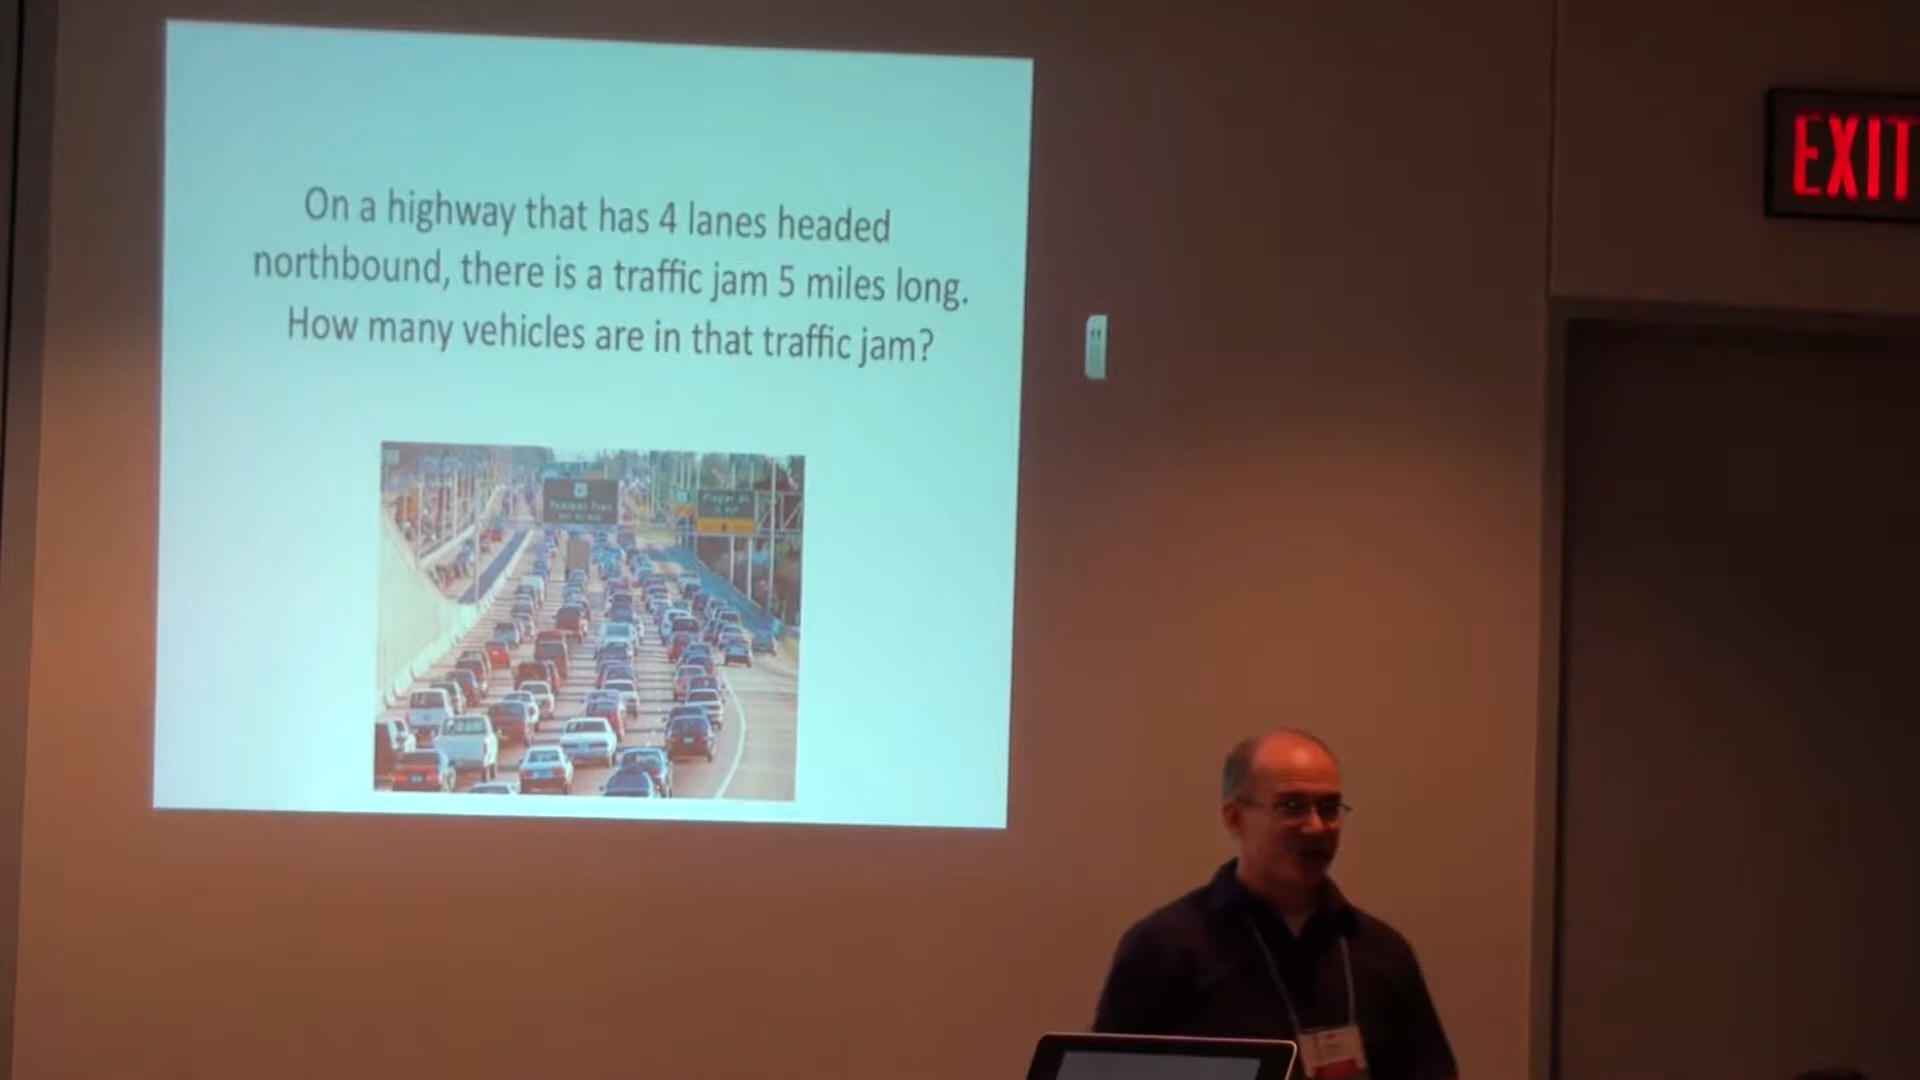 On a highway that has 4 lanes headed
northbound, there is a traffic jam 5 miles long.
How many vehicles are in that traffic jam?
EXIT